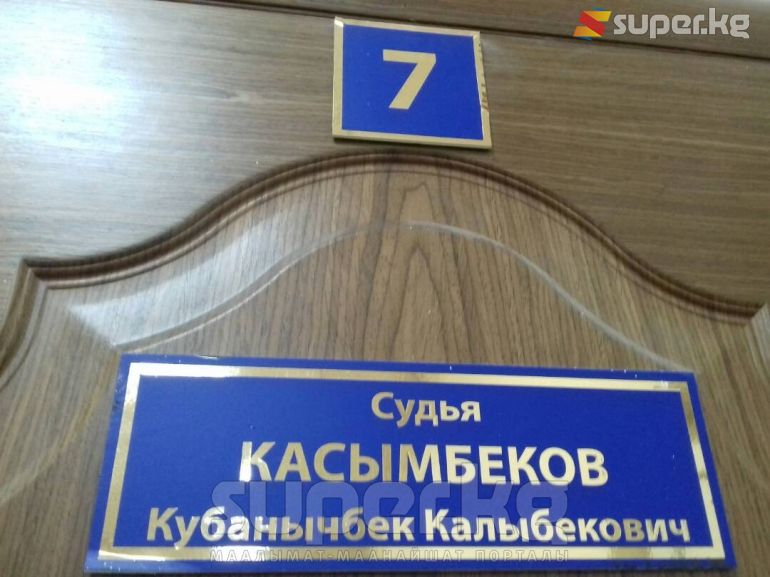 super.kg
7
Судья
КАСЫМБЕКОВ
Кубанычбек Калыбекович
super.kg
МААЛЫМАТ-МААНАЙШАТ ПОРТАЛЫ